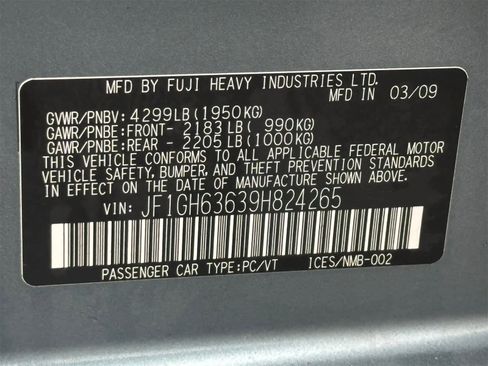 MFD BY FUJI HEAVY INDUSTRIES LTD.
MFD IN 03/09
GVWR/PNBV: 4299LB(1950KG)
GAWR/PNBE:FRONT- 2183LB( 990KG)
GAWR/PNBE:REAR - 2205LB(1000KG)
THIS VEHICLE CONFORMS TO ALL APPLICABLE FEDERAL MOTOR
VEHICLE SAFETY, BUMPER, AND THEFT PREVENTION STANDARDS
IN EFFECT ON THE DATE OF MANUFACTURE SHOWN ABOVE.
VIN: JF1GH63639H824265
PASSENGER CAR TYPE:PC/VT ICES/NMB-002